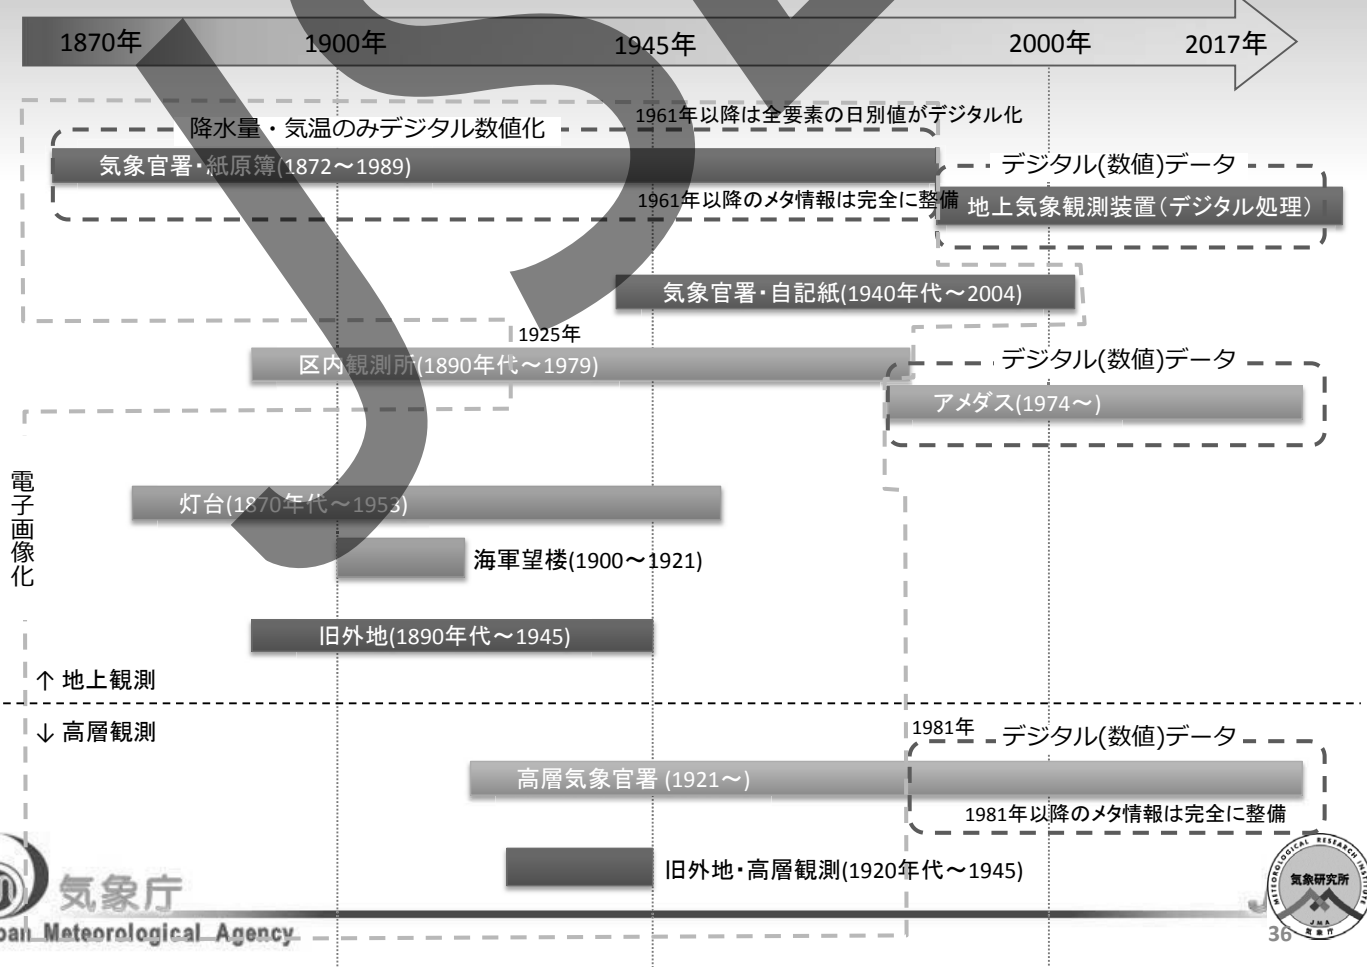 1870年 1900年 1945年 2000年 2017年
1961年以降は全要素の日別値がデジタル化
降水量・気温のみデジタル数値化
気象官署・紙原簿(1872～1989)
デジタル(数値)データ
1961年以降のメタ情報は完全に整備
地上気象観測装置(デジタル処理)
気象官署・自記紙(1940年代～2004)
1925年
区内観測所(1890年代～1979)
デジタル(数値)データ
アメダス(1974～)
電子画像化
灯台(1870年代～1953)
海軍望楼(1900～1921)
旧外地(1890年代～1945)
↑ 地上観測
↓ 高層観測
1981年
デジタル(数値)データ
高層気象官署 (1921～)
1981年以降のメタ情報は完全に整備
旧外地・高層観測(1920年代～1945)
気象庁
Meteorological Agency
METEOROLOGICAL RESEARCH
気象研究所
JMA
気象庁
36